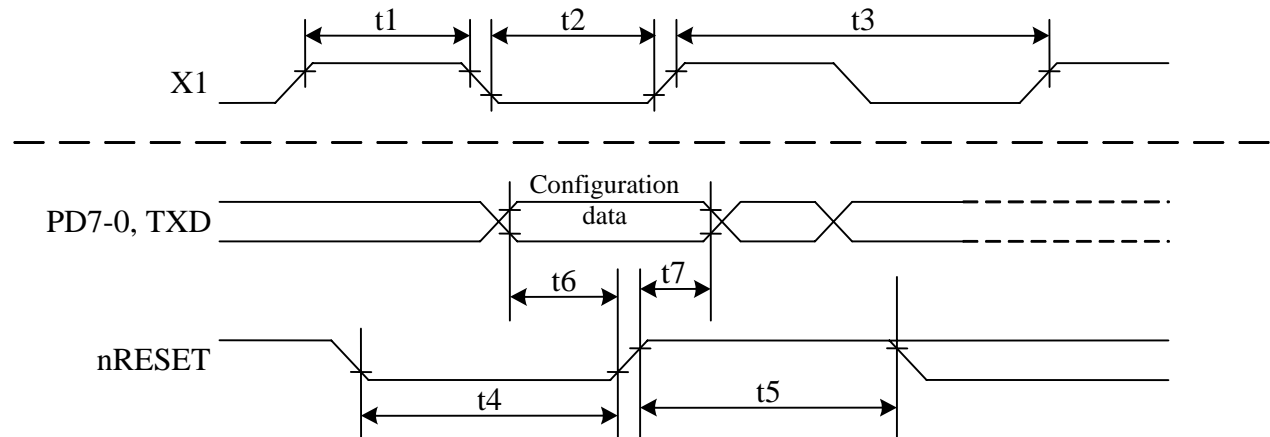 t1 t2 t3
X1
Configuration
data
PD7-0, TXD
t6 t7
nRESET
t4 t5